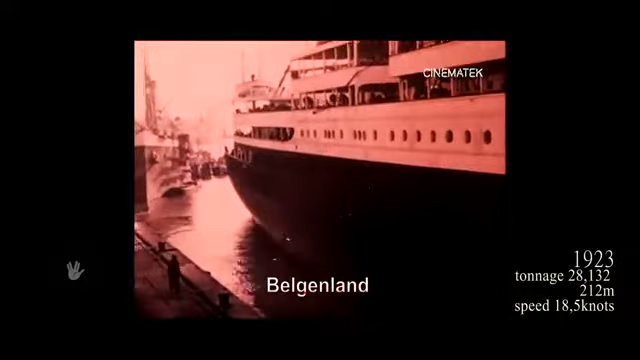 CINEMATEK
Belgenland
1923
tonnage 28,132
212m
speed 18,5knots